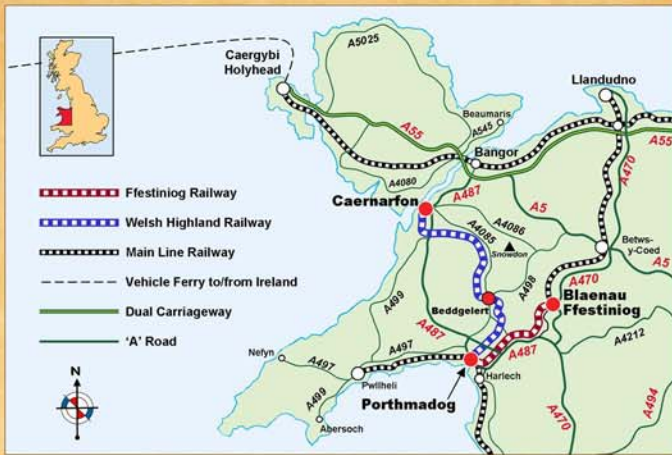 Caergybi
Holyhead
A5025
Llandudno
Beaumaris
A545
A55
Bangor
A55
A470
A4080
A487
Caernarfon
A5
A4086
A4085
Snowdon
Betws-
y-Coed
A5
A498
A470
A499
Blaenau
Ffestiniog
Beddgelert
A487
A4212
Nefyn
A497
A497
A487
Pwllheli
Harlech
A499
Porthmadog
A470
A494
Abersoch
Ffestiniog Railway
Welsh Highland Railway
Main Line Railway
Vehicle Ferry to/from Ireland
Dual Carriageway
‘A’ Road
N